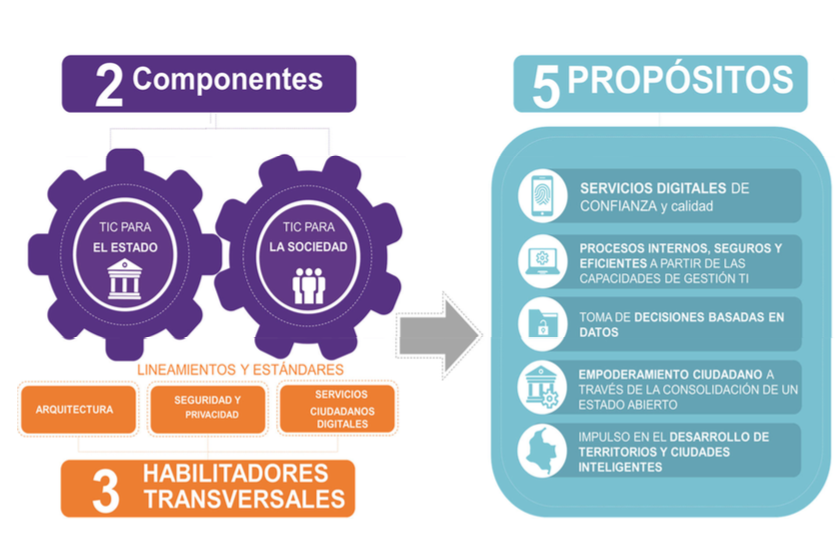 2 Componentes
TIC PARA
EL ESTADO
TIC PARA
LA SOCIEDAD
LINEAMIENTOS Y ESTÁNDARES
ARQUITECTURA
SEGURIDAD Y
PRIVACIDAD
SERVICIOS
CIUDADANOS
DIGITALES
3 HABILITADORES
TRANSVERSALES
5 PROPÓSITOS
SERVICIOS DIGITALES DE
CONFIANZA y calidad
PROCESOS INTERNOS, SEGUROS Y
EFICIENTES A PARTIR DE LAS
CAPACIDADES DE GESTIÓN TI
TOMA DE DECISIONES BASADAS EN
DATOS
EMPODERAMIENTO CIUDADANO A
TRAVÉS DE LA CONSOLIDACIÓN DE UN
ESTADO ABIERTO
IMPULSO EN EL DESARROLLO DE
TERRITORIOS Y CIUDADES
INTELIGENTES